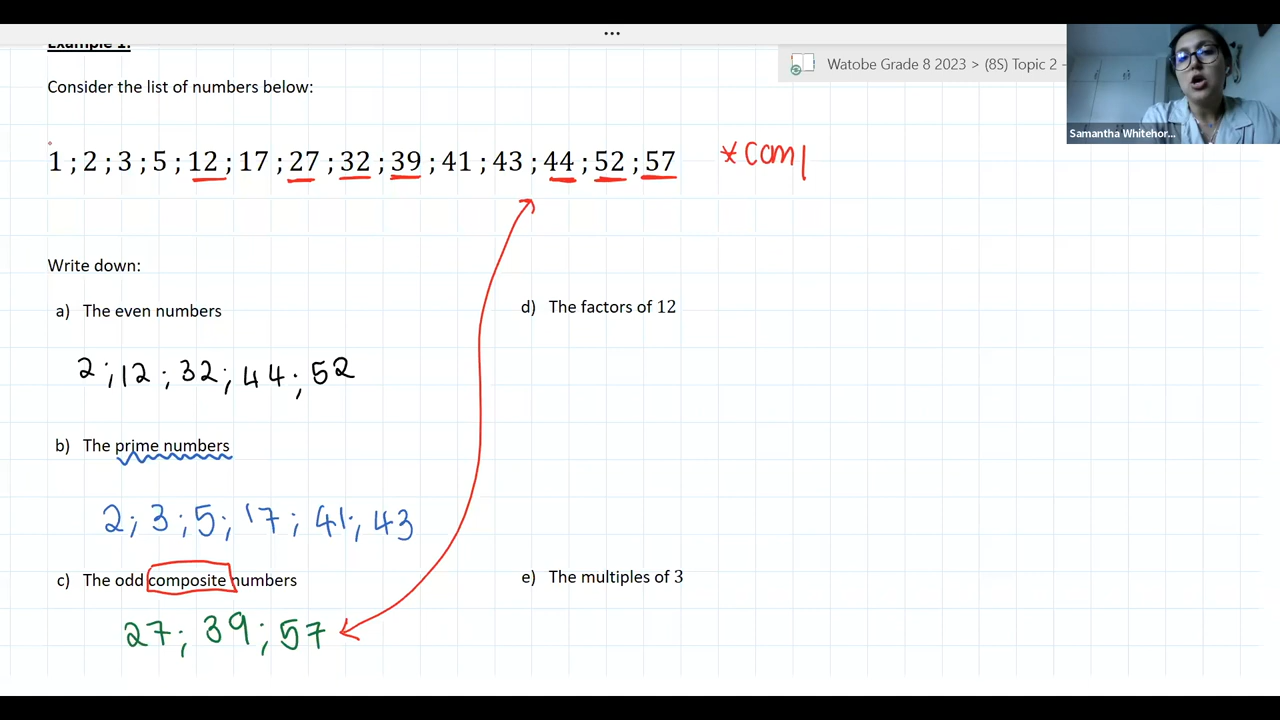 Example 1:
...
Watobe Grade 8 2023 > (8S) Topic 2 -
Consider the list of numbers below:
Samantha Whitehor...
1 ; 2 ; 3 ; 5 ; 12 ; 17 ; 27 ; 32 ; 39 ; 41 ; 43 ; 44 ; 52 ; 57
*Com
Write down:
a) The even numbers
2 ; 12 ; 32 ; 44 ; 52
b) The prime numbers
2 ; 3 ; 5 ; 17 ; 41 ; 43
c) The odd composite numbers
27 ; 39 ; 57
d) The factors of 12
e) The multiples of 3